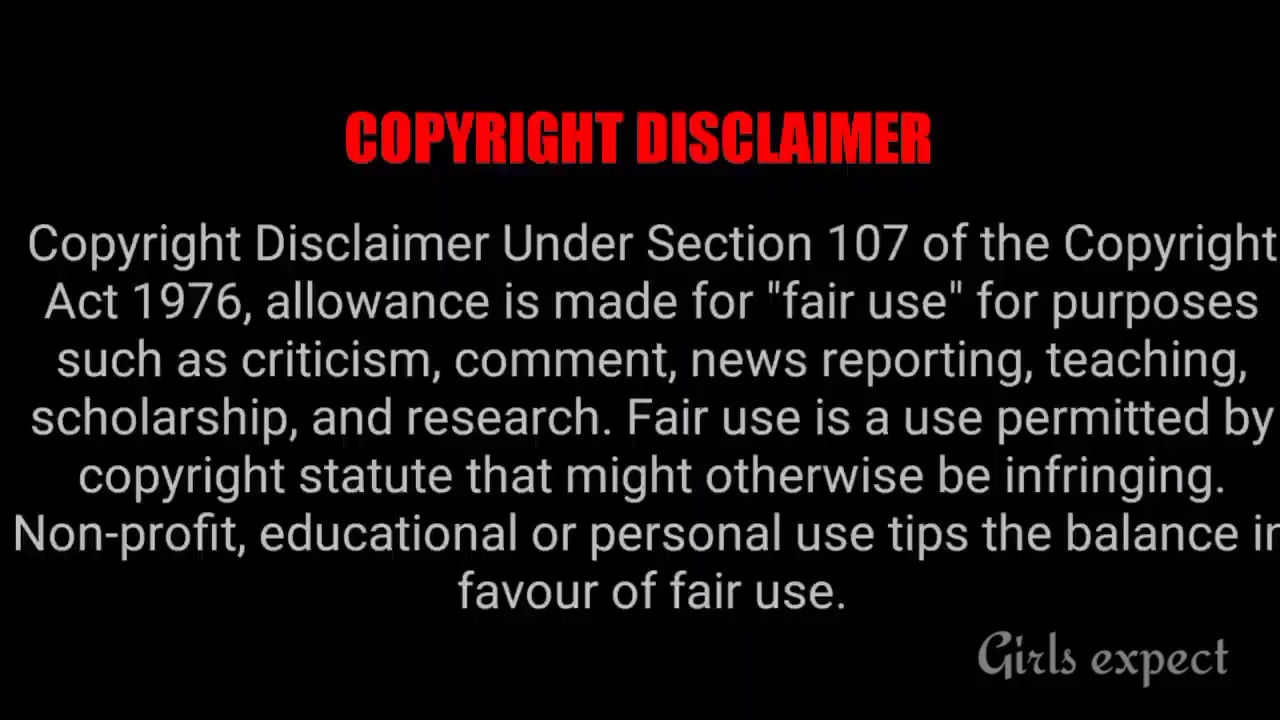 COPYRIGHT DISCLAIMER
Copyright Disclaimer Under Section 107 of the Copyright
Act 1976, allowance is made for "fair use" for purposes
such as criticism, comment, news reporting, teaching,
scholarship, and research. Fair use is a use permitted by
copyright statute that might otherwise be infringing.
Non-profit, educational or personal use tips the balance in
favour of fair use.
Girls expect